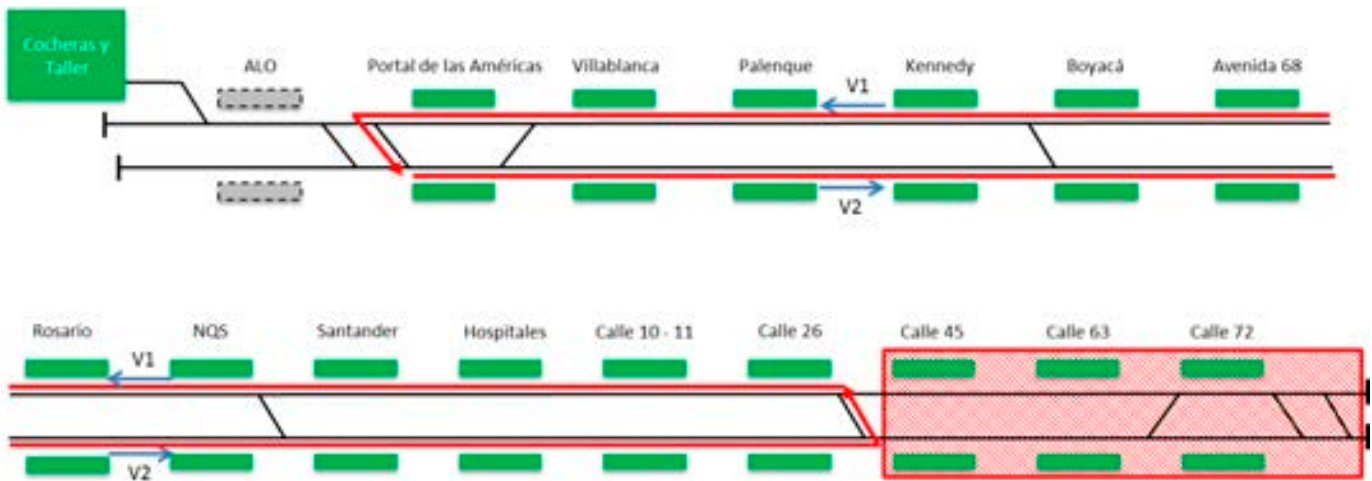 Cocheras y
Taller
ALO
Portal de las Américas
Villablanca
Palenque
Kennedy
Boyacá
Avenida 68
V1
V2
Rosario
NQS
Santander
Hospitales
Calle 10 - 11
Calle 26
Calle 45
Calle 63
Calle 72
V1
V2